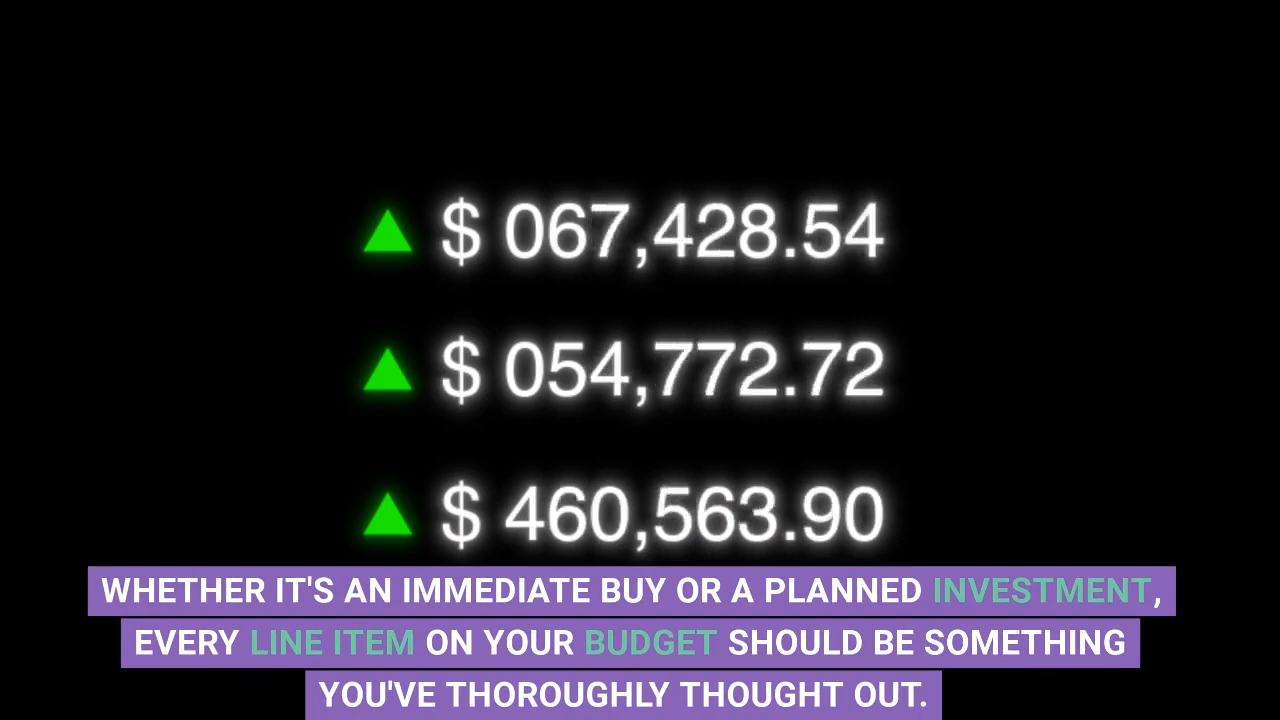 $ 067,428.54
$ 054,772.72
$ 460,563.90
WHETHER IT'S AN IMMEDIATE BUY OR A PLANNED INVESTMENT,
EVERY LINE ITEM ON YOUR BUDGET SHOULD BE SOMETHING
YOU'VE THOROUGHLY THOUGHT OUT.